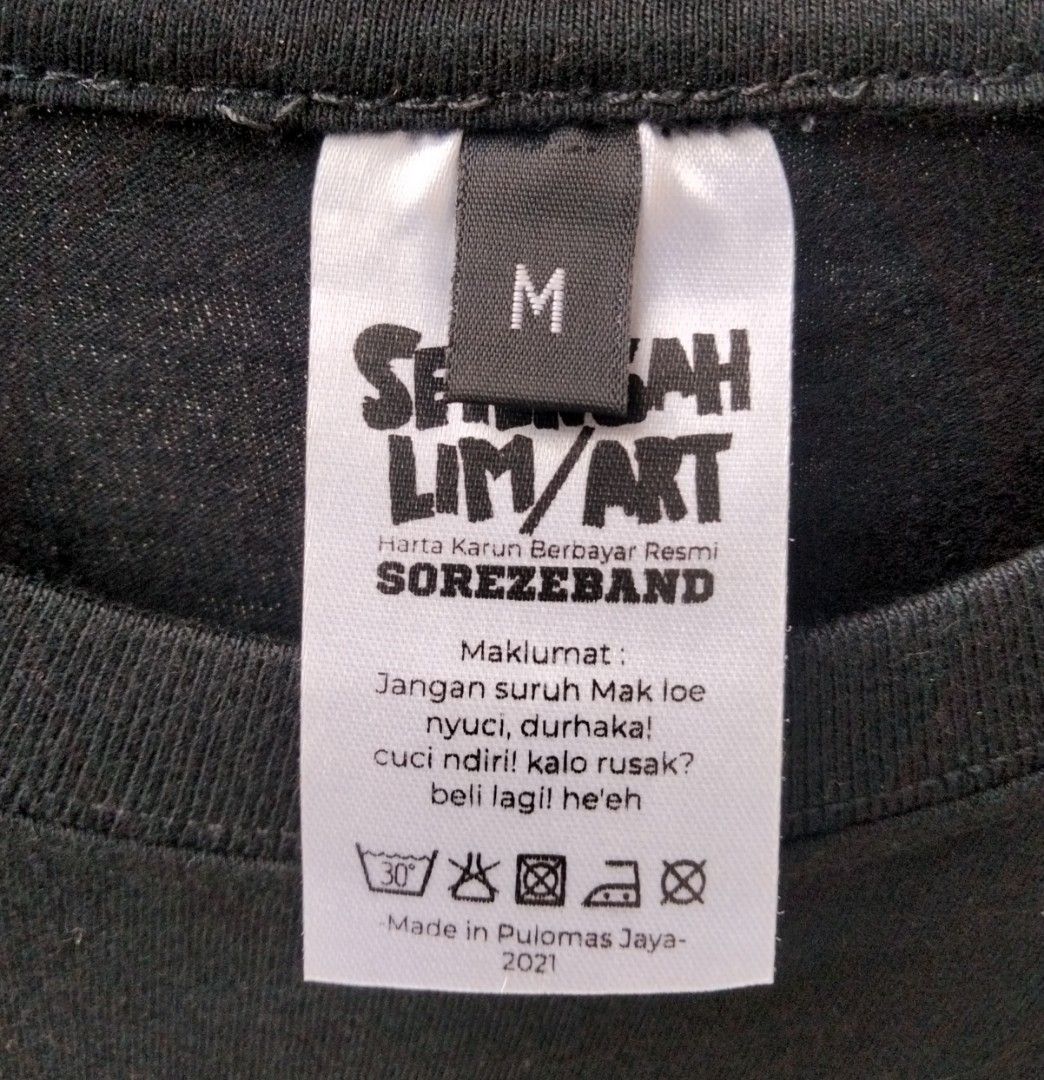 M
LIM/ART
Harta Karun Berbayar Resmi
SOREZEBAND
Maklumat :
Jangan suruh Mak loe
nyuci, durhaka!
cuci ndiri! kalo rusak?
beli lagi! he'eh
30°
-Made in Pulomas Jaya-
2021